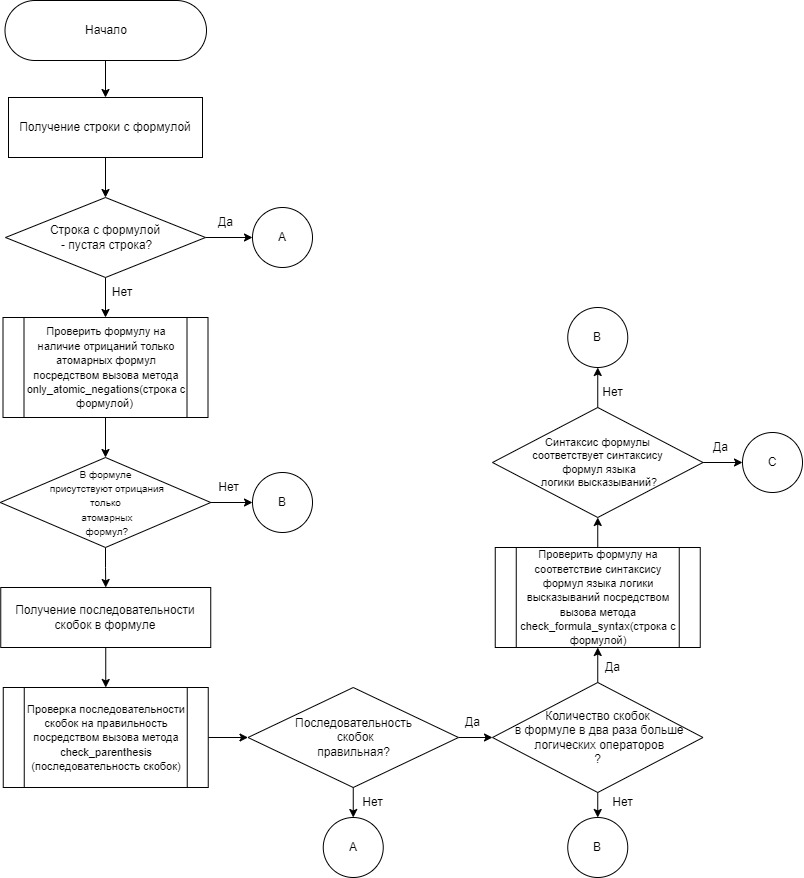 Начало
Получение строки с формулой
Строка с формулой
- пустая строка?
Да
A
Нет
Проверить формулу на
наличие отрицаний только
атомарных формул
посредством вызова метода
only_atomic_negations(строка с
формулой)
В формуле
присутствуют отрицания
только
атомарных
формул?
Нет
B
Получение последовательности
скобок в формуле
Проверка последовательности
скобок на правильность
посредством вызова метода
check_parenthesis
(последовательность скобок)
Последовательность
скобок
правильная?
Да
Нет
A
Количество скобок
в формуле в два раза больше
логических операторов
?
Нет
B
Да
Проверить формулу на
соответствие синтаксису
формул языка логики
высказываний посредством
вызова метода
check_formula_syntax(строка с
формулой)
Синтаксис формулы
соответствует синтаксису
формул языка
логики высказываний?
Да
C
Нет
B